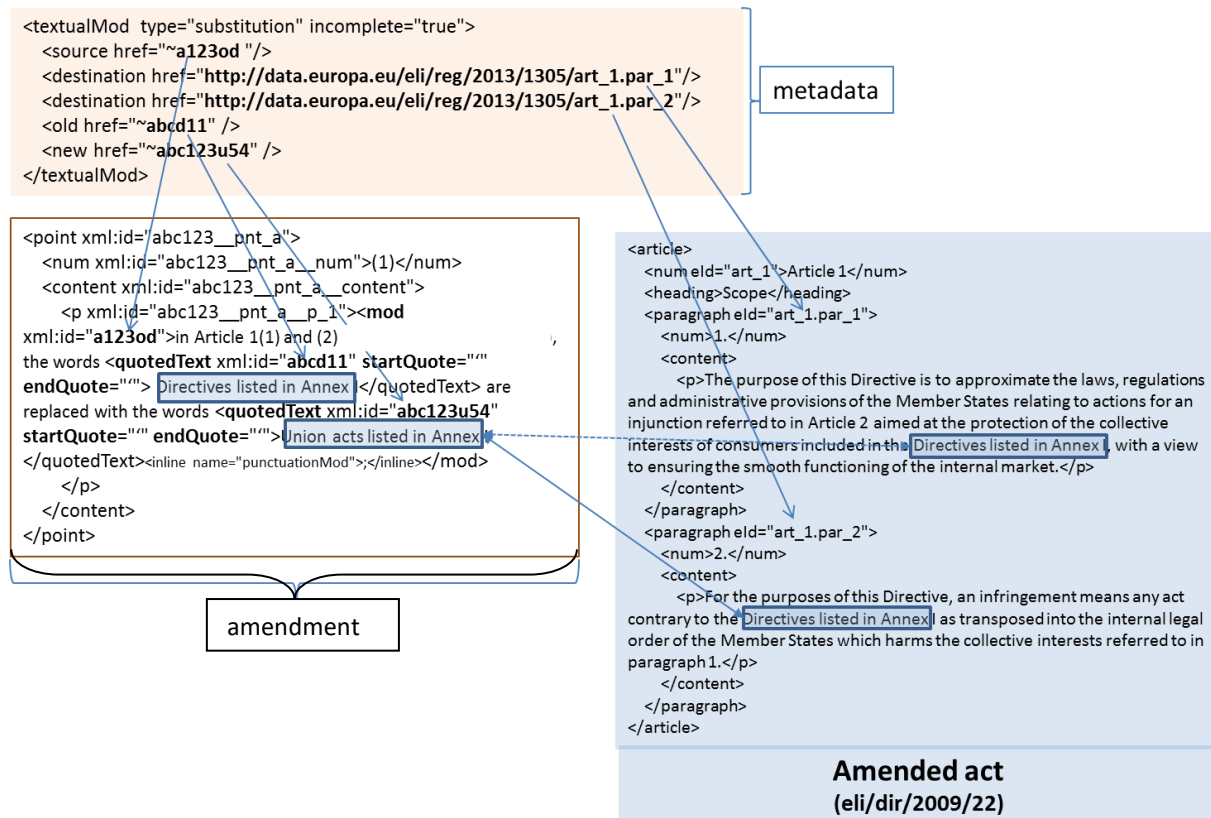 <textualMod type="substitution" incomplete="true">
<source href="~a123od "/>
<destination href="http://data.europa.eu/eli/reg/2013/1305/art_1.par_1"/>
<destination href="http://data.europa.eu/eli/reg/2013/1305/art_1.par_2"/>
<old href="~abcd11" />
<new href="~abc123u54" />
</textualMod>
metadata
<point xml:id="abc123__pnt_a">
<num xml:id="abc123__pnt_a__num">(1)</num>
<content xml:id="abc123__pnt_a__content">
<p xml:id="abc123__pnt_a__p_1"><mod
xml:id="a123od">in Article 1(1) and (2) ,
the words <quotedText xml:id="abcd11" startQuote="‘"
endQuote="‘"> Directives listed in Annex I</quotedText> are
replaced with the words <quotedText xml:id="abc123u54"
startQuote="‘" endQuote="‘">Union acts listed in Annex I
</quotedText><inline name="punctuationMod">;</inline></mod>
</p>
</content>
</point>
amendment
<article>
<num eId="art_1">Article 1</num>
<heading>Scope</heading>
<paragraph eId="art_1.par_1">
<num>1.</num>
<content>
<p>The purpose of this Directive is to approximate the laws, regulations
and administrative provisions of the Member States relating to actions for an
injunction referred to in Article 2 aimed at the protection of the collective
interests of consumers included in the Directives listed in Annex I, with a view
to ensuring the smooth functioning of the internal market.</p>
</content>
</paragraph>
<paragraph eId="art_1.par_2">
<num>2.</num>
<content>
<p>For the purposes of this Directive, an infringement means any act
contrary to the Directives listed in Annex I as transposed into the internal legal
order of the Member States which harms the collective interests referred to in
paragraph 1.</p>
</content>
</paragraph>
</article>
Amended act
(eli/dir/2009/22)